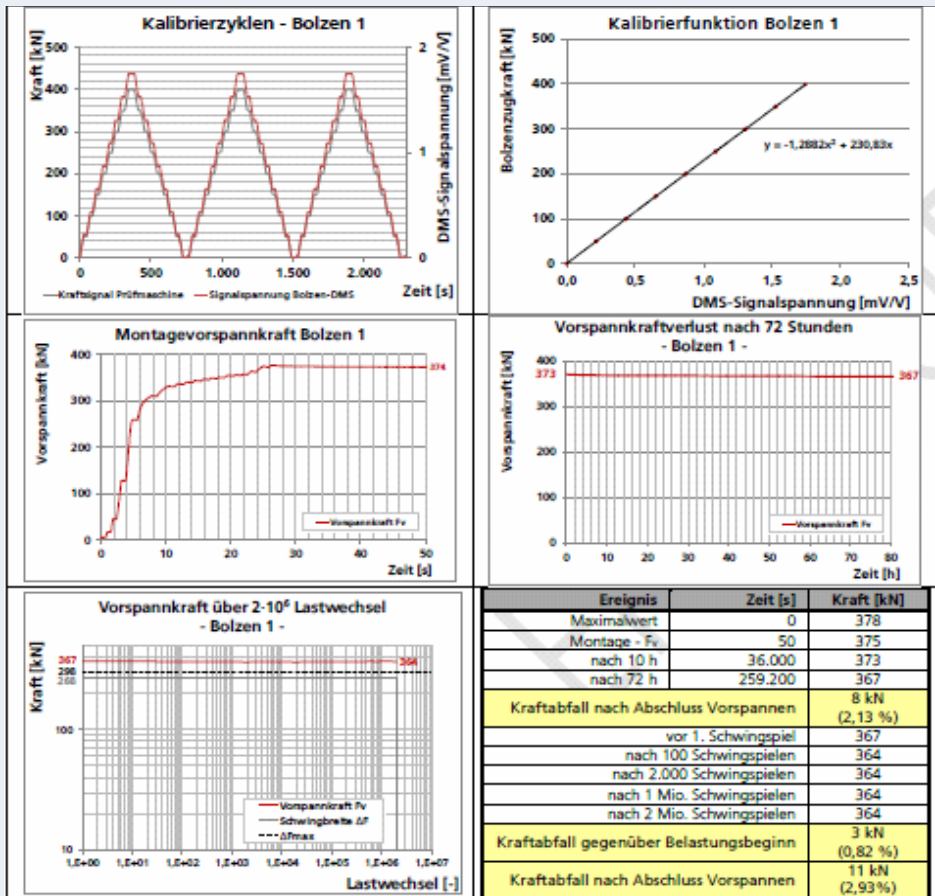 Kalibrierzyklen - Bolzen 1
Kraft [kN]
500
400
300
200
100
0
2
1
0
DMS-Signalspannung [mV/V]
0
500
1.000
1.500
2.000
Zeit [s]
Kraftsignal Prüfmaschine
Signalspannung Bolzen-DMS
Kalibrierfunktion Bolzen 1
Bolzenzugkraft [kN]
500
400
300
200
100
0
y = -1,2882x² + 230,83x
0,0
0,5
1,0
1,5
2,0
2,5
DMS-Signalspannung [mV/V]
Montagevorspannkraft Bolzen 1
Vorspannkraft [kN]
400
300
200
100
0
374
Vorspannkraft Fv
0
10
20
30
40
50
Zeit [s]
Vorspannkraftverlust nach 72 Stunden
- Bolzen 1 -
Vorspannkraft [kN]
400
300
200
100
0
373
367
Vorspannkraft Fv
0
10
20
30
40
50
60
70
80
Zeit [h]
Vorspannkraft über 2·10⁶ Lastwechsel
- Bolzen 1 -
Kraft [kN]
367
298
268
100
10
364
Vorspannkraft Fv
Schwingbreite ΔF
ΔFmax
1,E+00
1,E+01
1,E+02
1,E+03
1,E+04
1,E+05
1,E+06
1,E+07
Lastwechsel [-]
Ereignis Zeit [s] Kraft [kN]
Maximalwert 0 378
Montage - Fv 50 375
nach 10 h 36.000 373
nach 72 h 259.200 367
Kraftabfall nach Abschluss Vorspannen 8 kN
(2,13 %)
vor 1. Schwingspiel 367
nach 100 Schwingspielen 364
nach 2.000 Schwingspielen 364
nach 1 Mio. Schwingspielen 364
nach 2 Mio. Schwingspielen 364
Kraftabfall gegenüber Belastungsbeginn 3 kN
(0,82 %)
Kraftabfall nach Abschluss Vorspannen 11 kN
(2,93%)